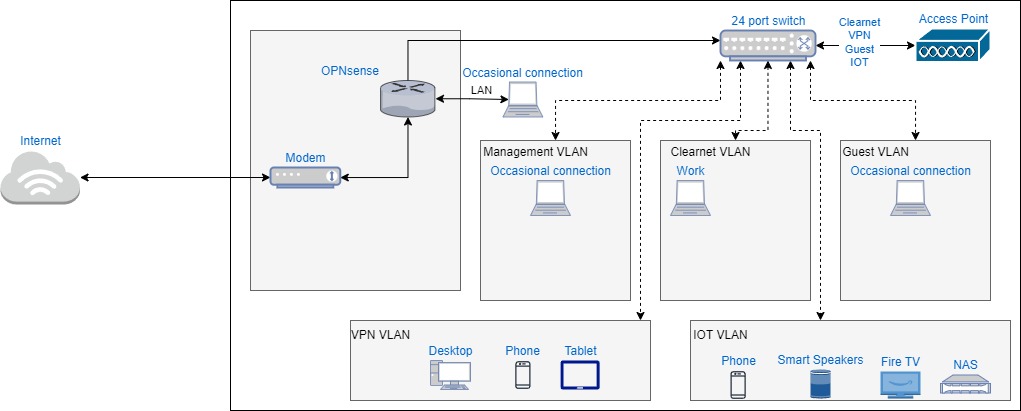 24 port switch
Clearnet
VPN
Guest
IOT
Access Point
OPNsense
Occasional connection
LAN
Internet
Modem
Management VLAN
Occasional connection
Clearnet VLAN
Work
Guest VLAN
Occasional connection
VPN VLAN
Desktop
Phone
Tablet
IOT VLAN
Phone
Smart Speakers
Fire TV
NAS